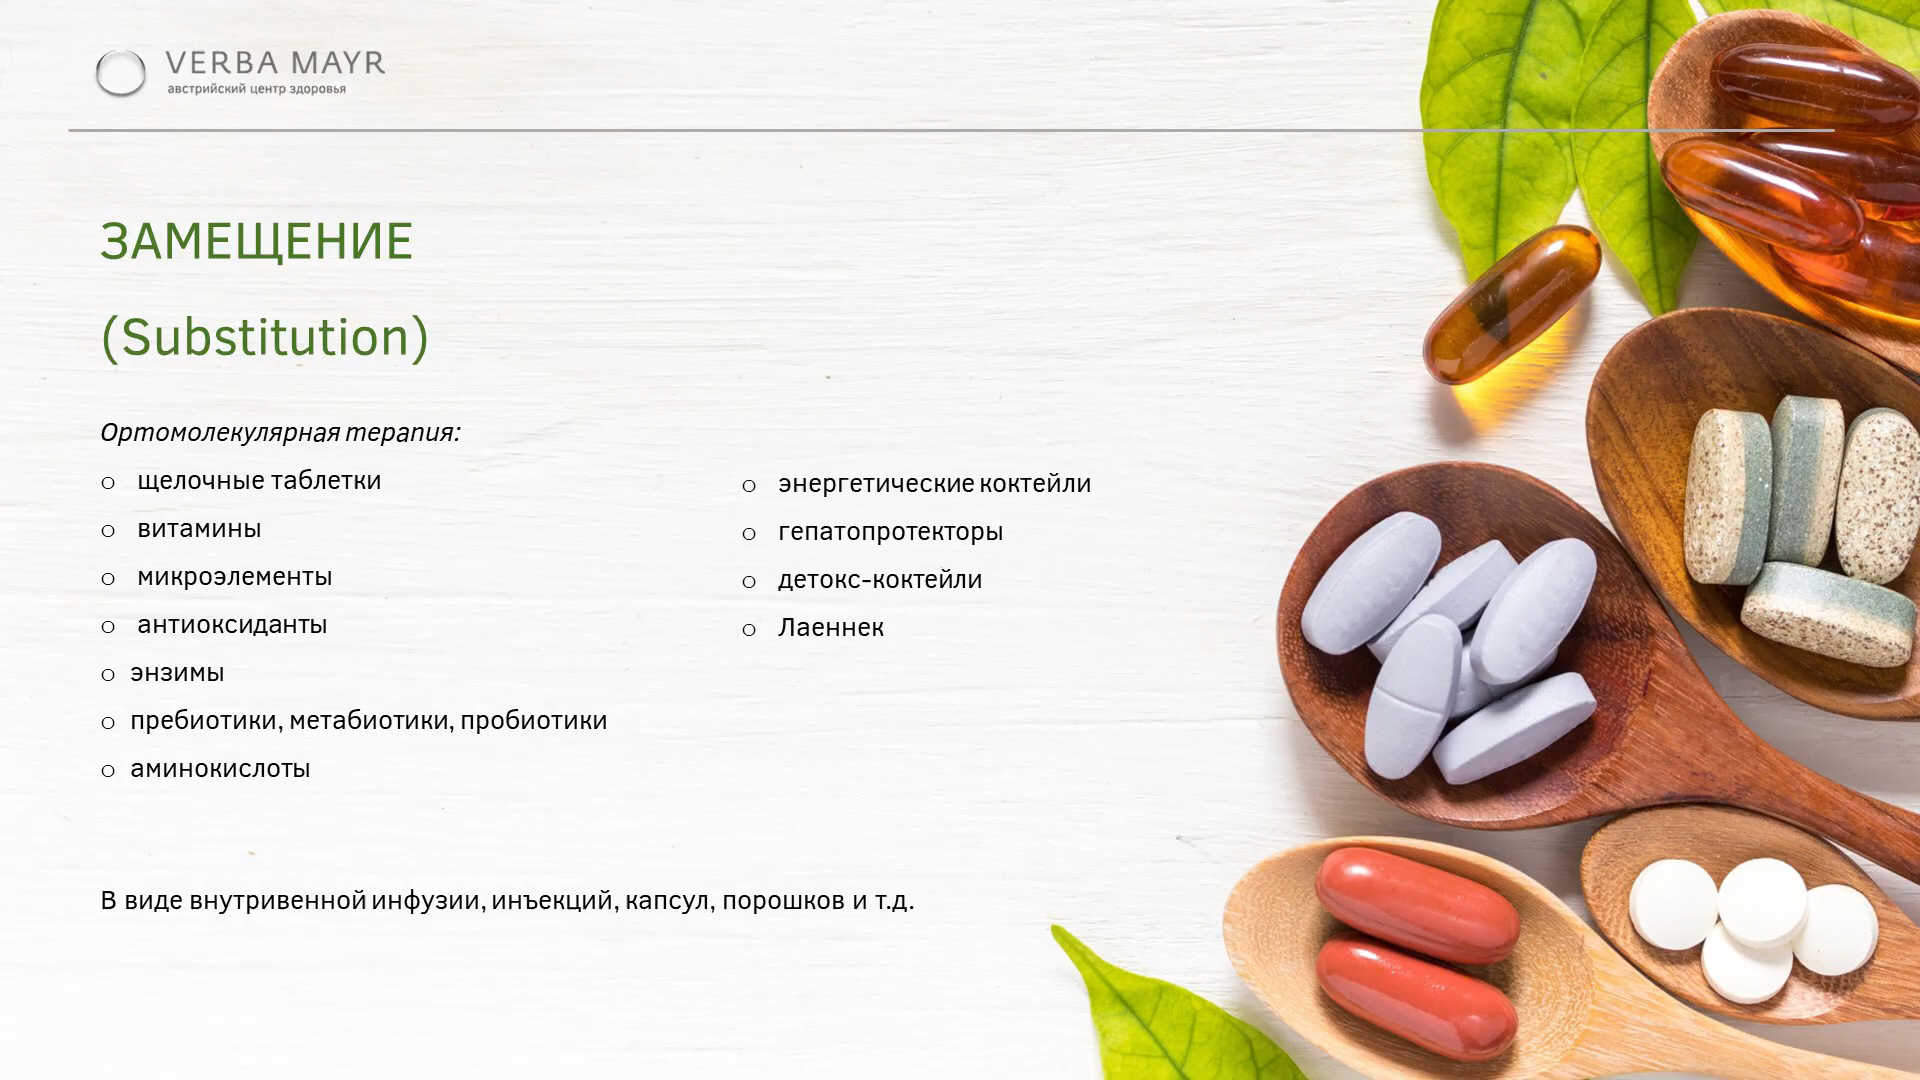 VERBA MAYR
австрийский центр здоровья
ЗАМЕЩЕНИЕ
(Substitution)
Ортомолекулярная терапия:
o щелочные таблетки
o витамины
o микроэлементы
o антиоксиданты
o энзимы
o пребиотики, метабиотики, пробиотики
o аминокислоты
o энергетические коктейли
o гепатопротекторы
o детокс-коктейли
o Лаеннек
В виде внутривенной инфузии, инъекций, капсул, порошков и т.д.